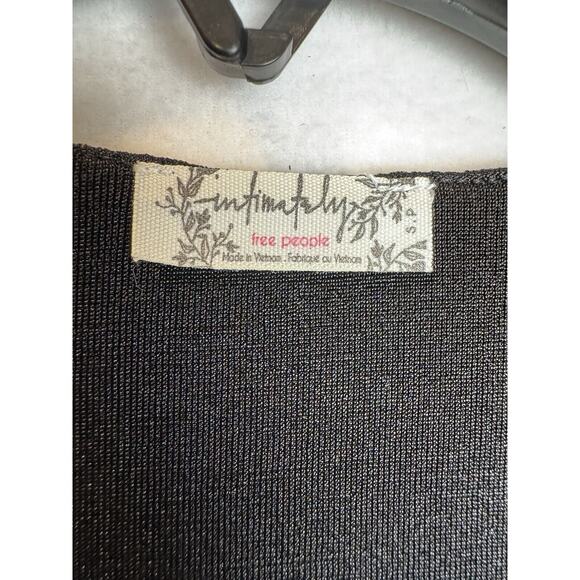 intimately
free people
Made in Vietnam . Fabriqué au Vietnam
S.P